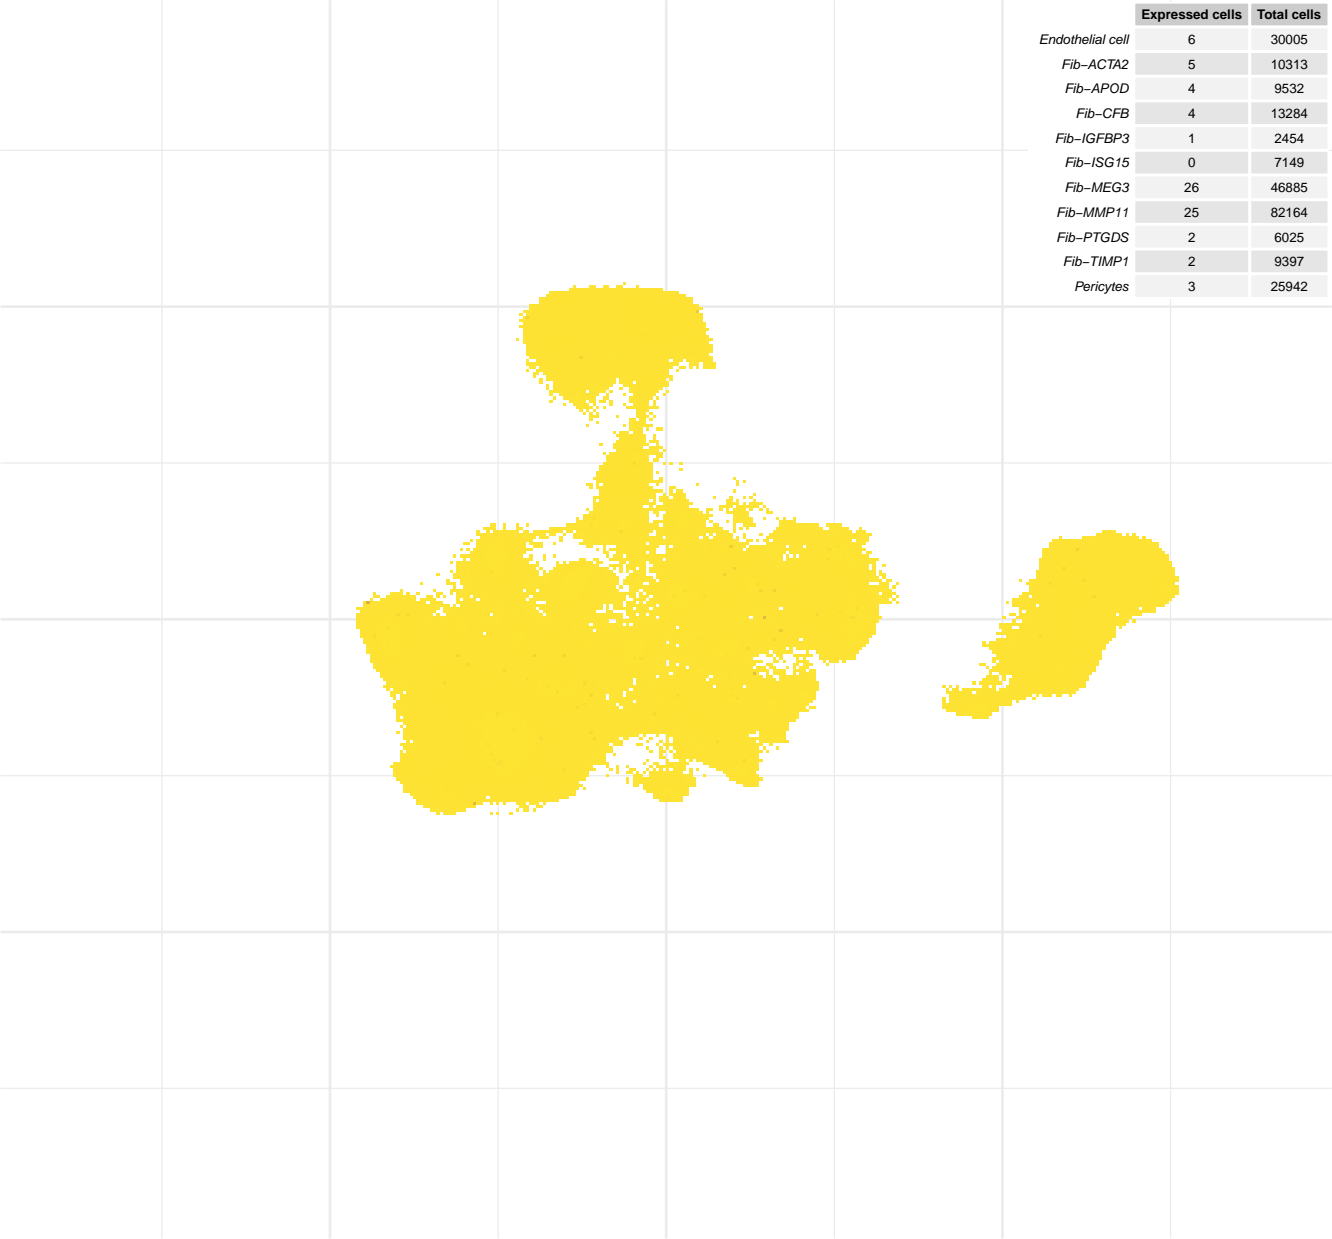 Expressed cells Total cells
Endothelial cell 6 30005
Fib−ACTA2 5 10313
Fib−APOD 4 9532
Fib−CFB 4 13284
Fib−IGFBP3 1 2454
Fib−ISG15 0 7149
Fib−MEG3 26 46885
Fib−MMP11 25 82164
Fib−PTGDS 2 6025
Fib−TIMP1 2 9397
Pericytes 3 25942